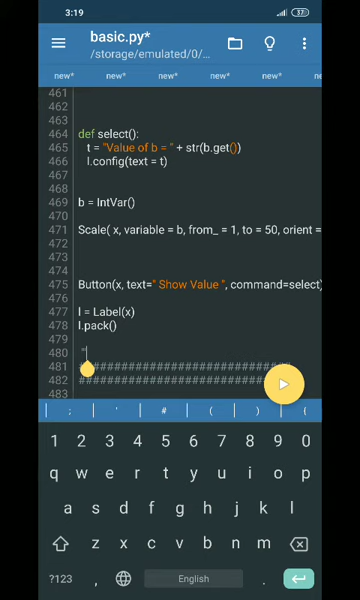 3:19
37
basic.py*
/storage/emulated/0/...
new* new* new* new* new* ne
461
462
463
464 def select():
465 t = "Value of b = " + str(b.get())
466 l.config(text = t)
467
468
469 b = IntVar()
470
471 Scale( x, variable = b, from_ = 1, to = 50, orient =
472
473
474
475 Button(x, text=" Show Value ", command=select)
476
477 l = Label(x)
478 l.pack()
479
480 "
481 ##############################
482 ##############################
483
; ' # ( ) {
1 2 3 4 5 6 7 8 9 0
q w e r t y u i o p
a s d f g h j k l
z x c v b n m
?123 , English .